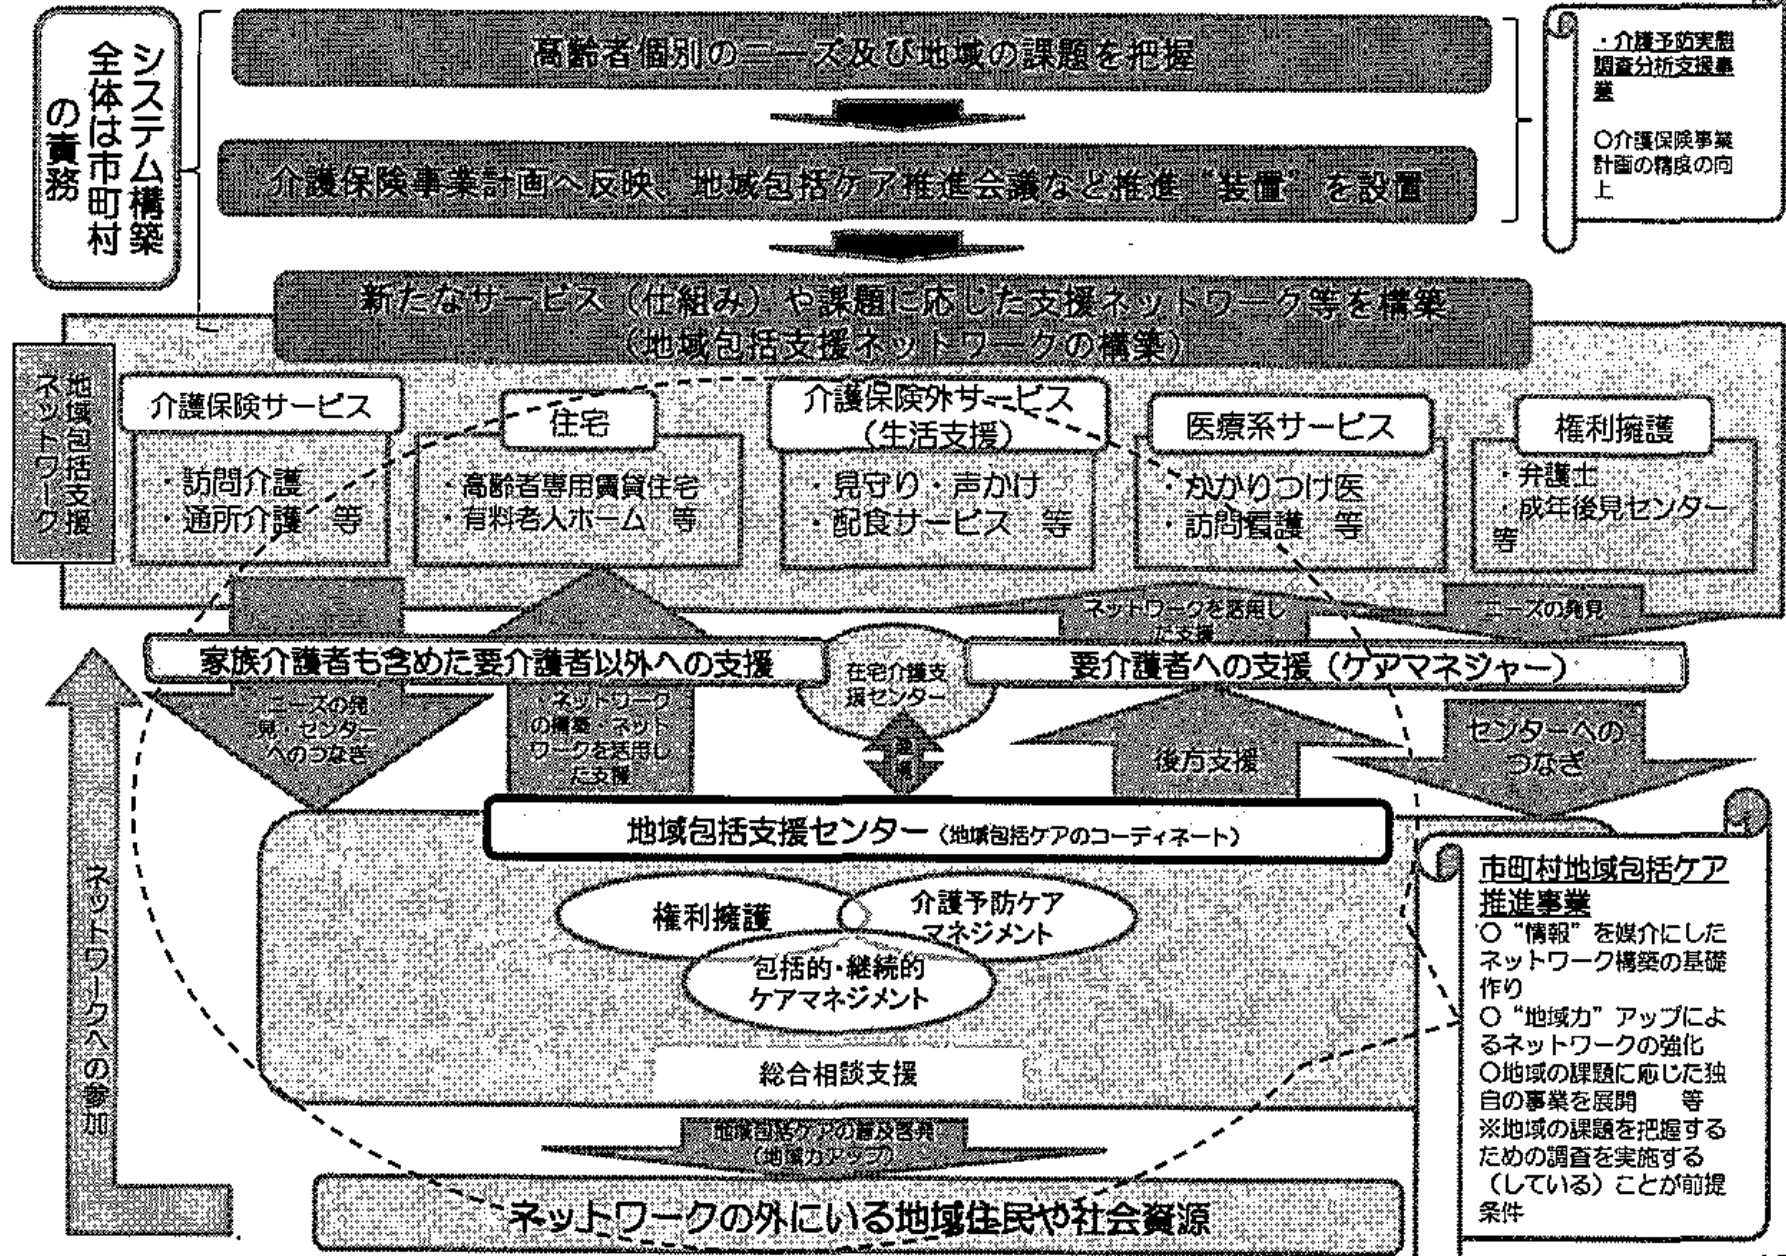 システム構築
全体は市町村
の責務
高齢者個別のニーズ及び地域の課題を把握
介護保険事業計画へ反映、地域包括ケア推進会議など推進“装置”を設置
新たなサービス（仕組み）や課題に応じた支援ネットワーク等を構築
（地域包括支援ネットワークの構築）
・介護予防実態
調査分析支援事
業
○介護保険事業
計画の精度の向
上
地域包括支援
ネットワーク
介護保険サービス
・訪問介護
・通所介護　等
住宅
・高齢者専用賃貸住宅
・有料老人ホーム　等
介護保険外サービス
（生活支援）
・見守り・声かけ
・配食サービス　等
医療系サービス
・かかりつけ医
・訪問看護　等
権利擁護
・弁護士
・成年後見センター
等
ネットワークを活用し
た支援
ニーズの発見
家族介護者も含めた要介護者以外への支援
在宅介護支
援センター
要介護者への支援（ケアマネジャー）
ニーズの発
見・センター
へのつなぎ
・ネットワーク
の構築・ネット
ワークを活用し
た支援
連
携
後方支援
センターへの
つなぎ
地域包括支援センター（地域包括ケアのコーディネート）
権利擁護
介護予防ケア
マネジメント
包括的・継続的
ケアマネジメント
総合相談支援
ネットワークへの参加
地域包括ケアの普及啓発
（地域力アップ）
ネットワークの外にいる地域住民や社会資源
市町村地域包括ケア
推進事業
○“情報”を媒介にした
ネットワーク構築の基礎
作り
○“地域力”アップによ
るネットワークの強化
○地域の課題に応じた独
自の事業を展開　等
※地域の課題を把握する
ための調査を実施する
（している）ことが前提
条件